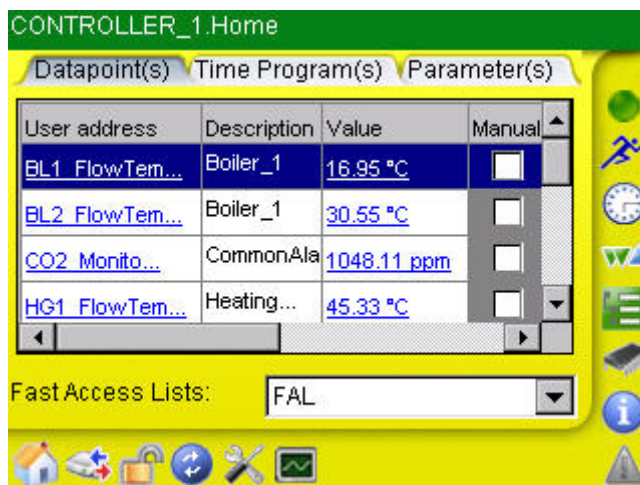 CONTROLLER_1.Home
Datapoint(s) Time Program(s) Parameter(s)
User address Description Value Manual
BL1_FlowTem... Boiler_1 16.95 °C
BL2_FlowTem... Boiler_1 30.55 °C
CO2_Monito... CommonAla 1048.11 ppm
HG1_FlowTem... Heating... 45.33 °C
Fast Access Lists: FAL